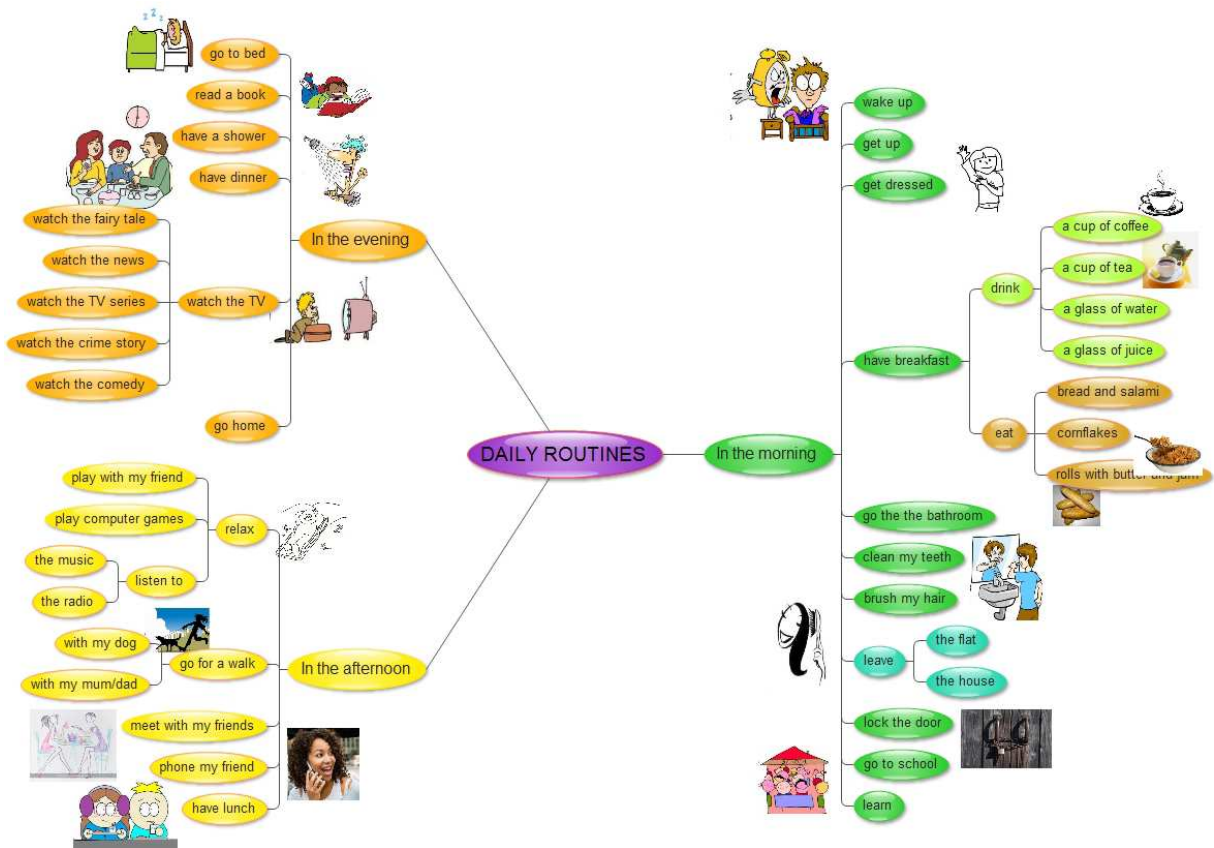 DAILY ROUTINES
In the morning
wake up
get up
get dressed
have breakfast
drink
a cup of coffee
a cup of tea
a glass of water
a glass of juice
eat
bread and salami
cornflakes
rolls with butter and jam
go the the bathroom
clean my teeth
brush my hair
leave
the flat
the house
lock the door
go to school
learn
In the afternoon
relax
play with my friend
play computer games
listen to
the music
the radio
go for a walk
with my dog
with my mum/dad
meet with my friends
phone my friend
have lunch
In the evening
go to bed
z z z
read a book
have a shower
have dinner
watch the TV
watch the fairy tale
watch the news
watch the TV series
watch the crime story
watch the comedy
go home